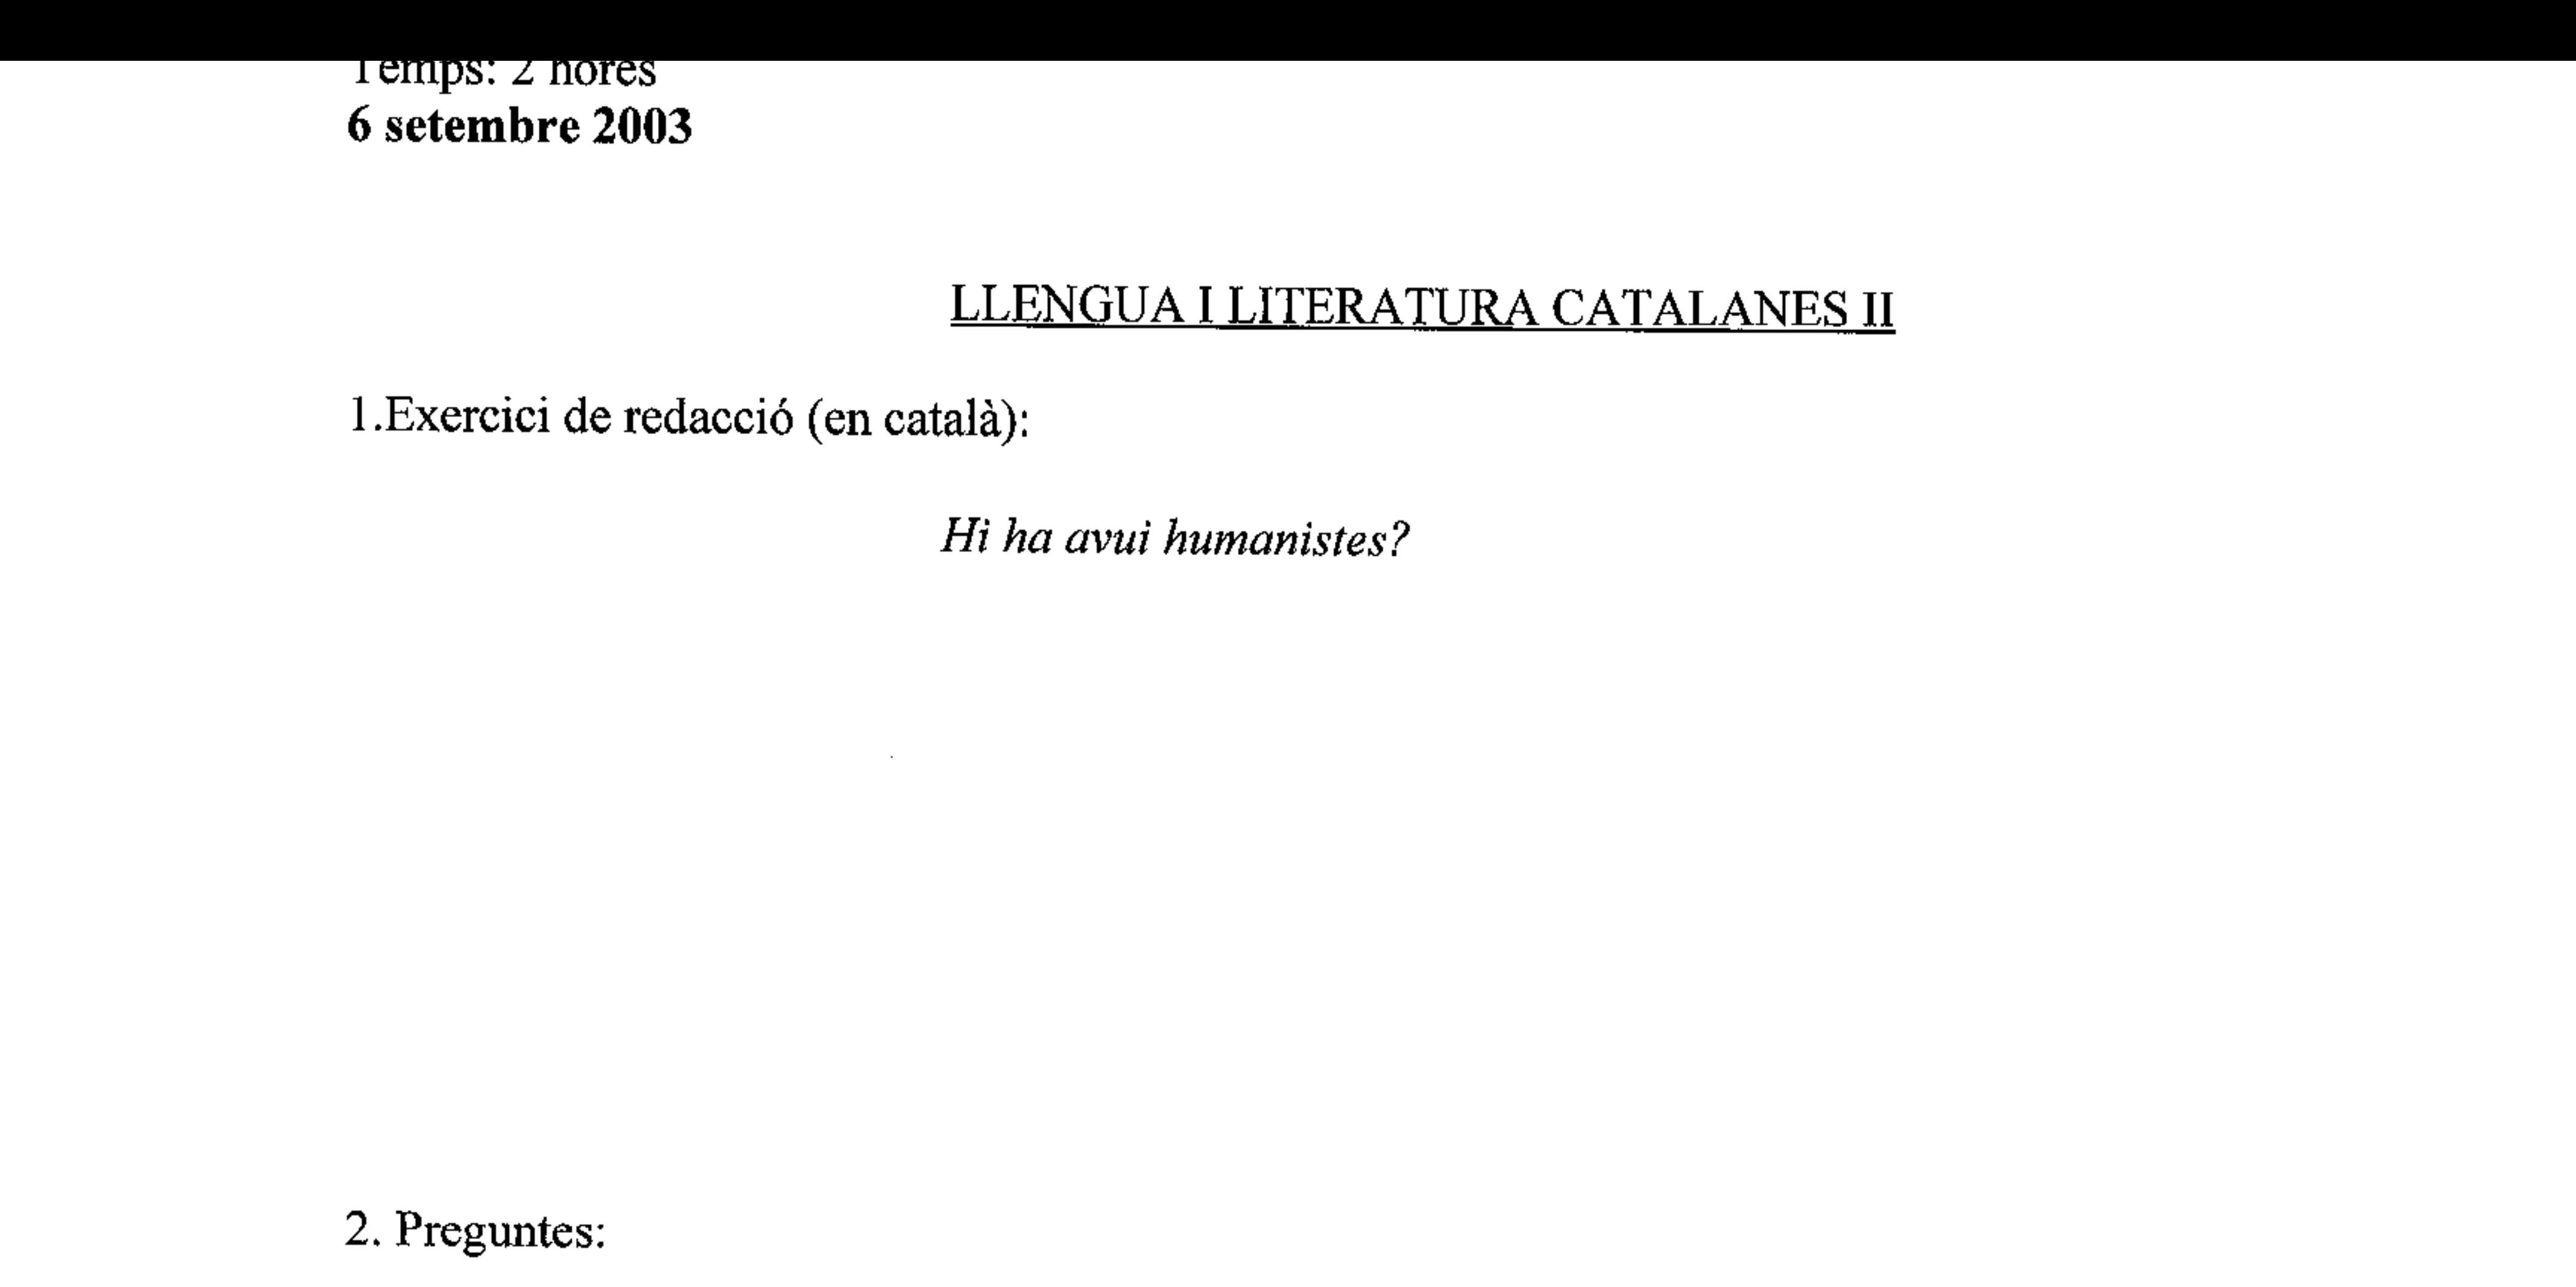 Temps: 2 hores
6 setembre 2003
LLENGUA I LITERATURA CATALANES II
1.Exercici de redacció (en català):
Hi ha avui humanistes?
2. Preguntes: